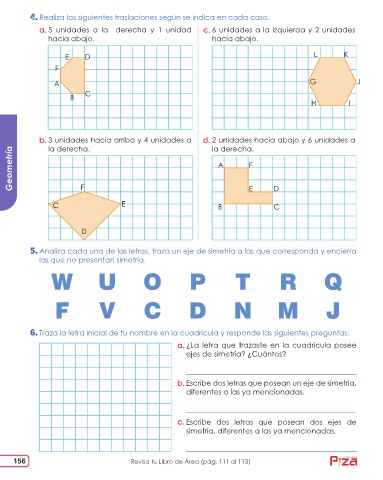 4. Realiza las siguientes traslaciones según se indica en cada caso.
a. 5 unidades a la derecha y 1 unidad hacia abajo.
E D
F
A
B C
c. 6 unidades a la izquierda y 2 unidades hacia abajo.
L K
G J
H I
b. 3 unidades hacia arriba y 4 unidades a la derecha.
F
C E
D
d. 2 unidades hacia abajo y 6 unidades a la derecha.
A F
E D
B C
Geometría
5. Analiza cada una de las letras, traza un eje de simetría a las que corresponda y encierra
las que no presentan simetría.
W U O P T R Q
F V C D N M J
6. Traza la letra inicial de tu nombre en la cuadrícula y responde las siguientes preguntas.
a. ¿La letra que trazaste en la cuadrícula posee
ejes de simetría? ¿Cuántos?
b. Escribe dos letras que posean un eje de simetría,
diferentes a las ya mencionadas.
c. Escribe dos letras que posean dos ejes de
simetría, diferentes a las ya mencionadas.
156
Revisa tu Libro de Área (pág. 111 al 113)